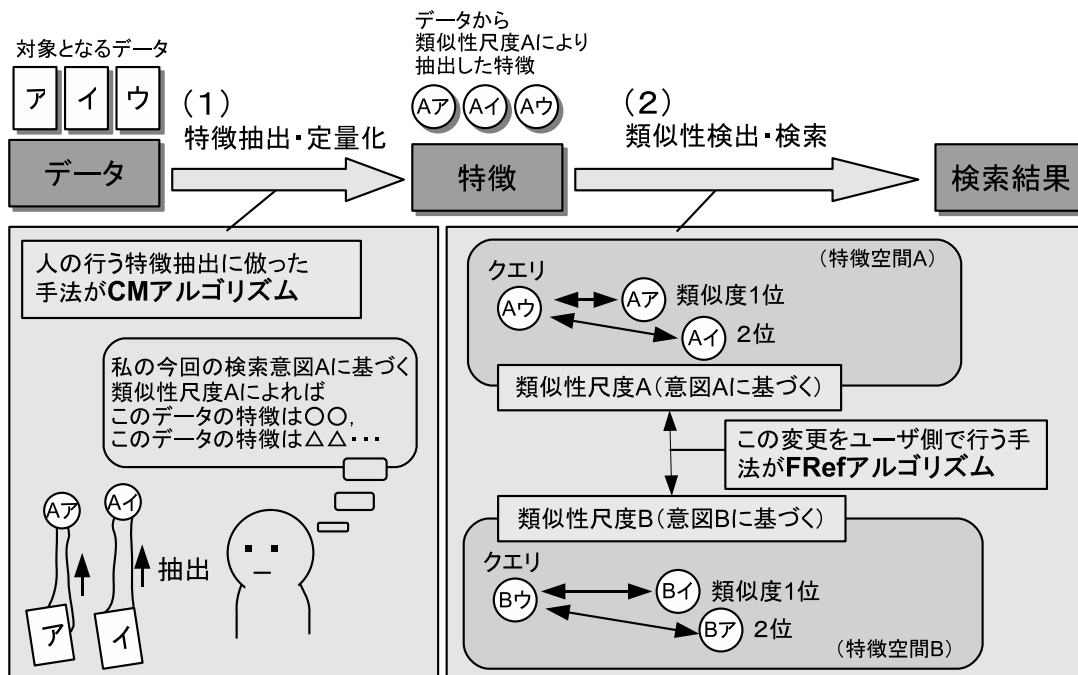 対象となるデータ
ア イ ウ
データ
(1)
特徴抽出・定量化
データから
類似性尺度Aにより
抽出した特徴
Aア Aイ Aウ
特徴
(2)
類似性検出・検索
検索結果
人の行う特徴抽出に倣った
手法がCMアルゴリズム
私の今回の検索意図Aに基づく
類似性尺度Aによれば
このデータの特徴は〇〇,
このデータの特徴は△△・・・
Aア
Aイ
抽出
ア
イ
(特徴空間A)
クエリ
Aウ
Aア 類似度1位
Aイ 2位
類似性尺度A(意図Aに基づく)
この変更をユーザ側で行う手
法がFRefアルゴリズム
類似性尺度B(意図Bに基づく)
クエリ
Bウ
Bイ 類似度1位
Bア 2位
(特徴空間B)